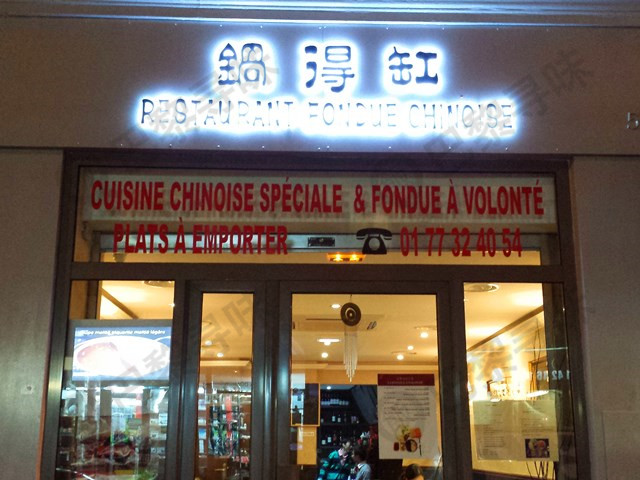 鍋得缸
RESTAURANT FONDUE CHINOISE
CUISINE CHINOISE SPÉCIALE & FONDUE À VOLONTÉ
PLATS À EMPORTER 01 77 32 40 54